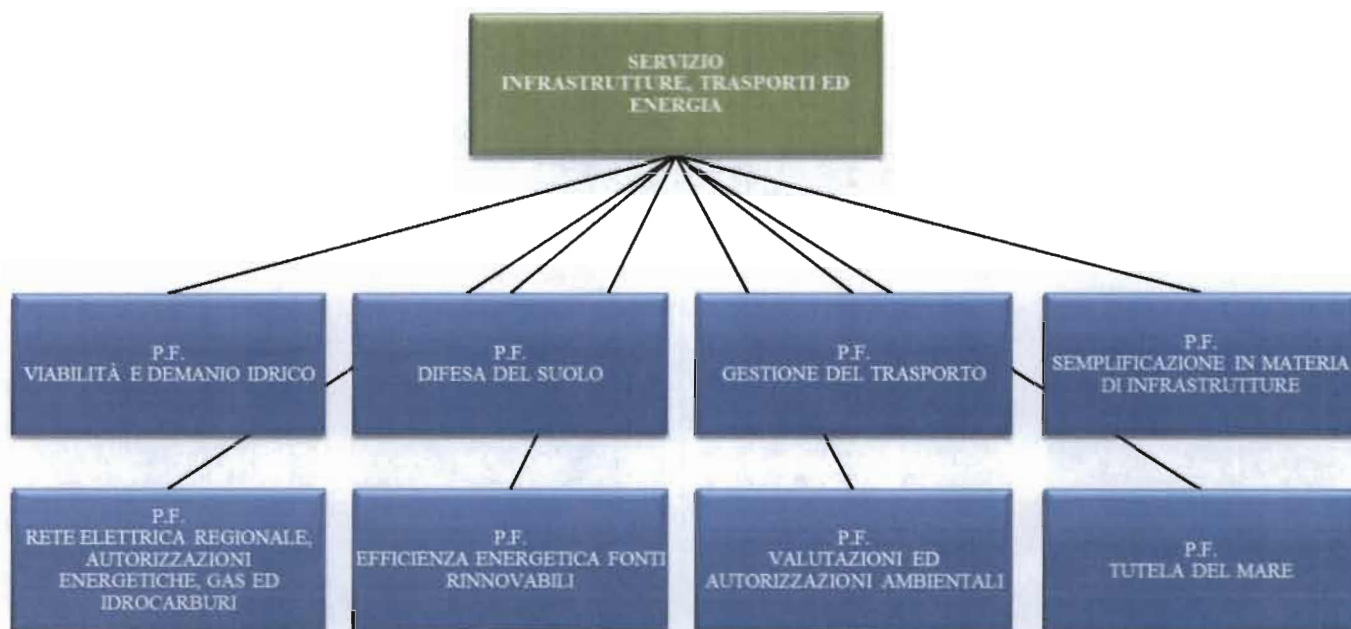 SERVIZIO
INFRASTRUTTURE, TRASPORTI ED
ENERGIA
P.F.
VIABILITÀ E DEMANIO IDRICO
P.F.
DIFESA DEL SUOLO
P.F.
GESTIONE DEL TRASPORTO
P.F.
SEMPLIFICAZIONE IN MATERIA
DI INFRASTRUTTURE
P.F.
RETE ELETTRICA REGIONALE,
AUTORIZZAZIONI
ENERGETICHE, GAS ED
IDROCARBURI
P.F.
EFFICIENZA ENERGETICA FONTI
RINNOVABILI
P.F.
VALUTAZIONI ED
AUTORIZZAZIONI AMBIENTALI
P.F.
TUTELA DEL MARE